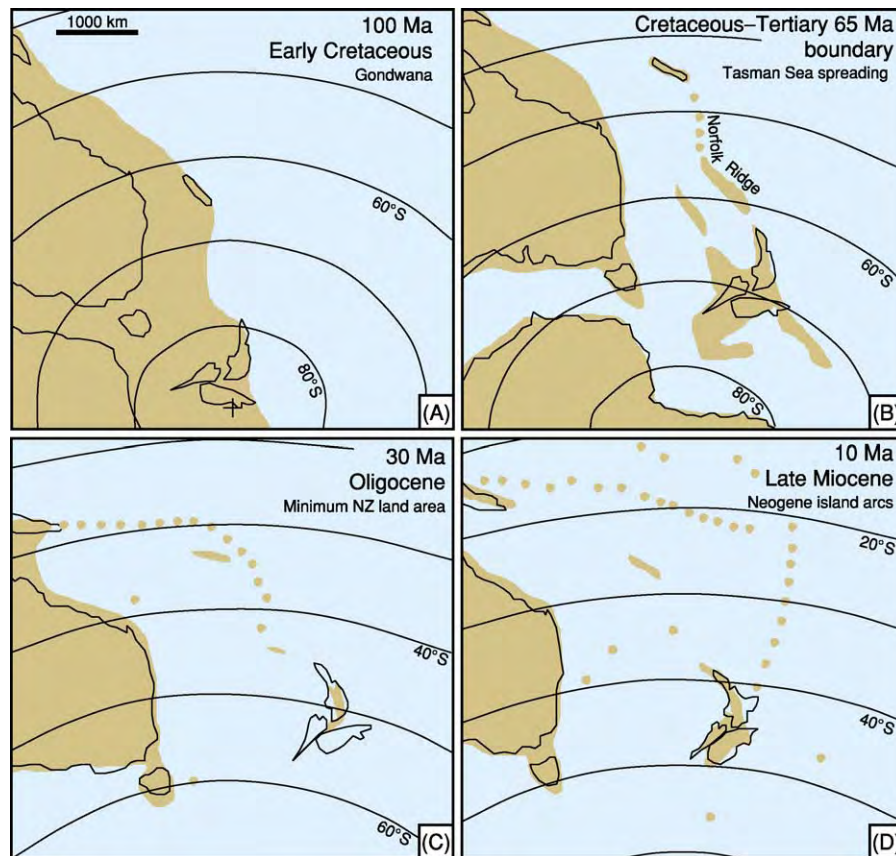 1000 km
100 Ma
Early Cretaceous
Gondwana
60°S
80°S
(A)
Cretaceous–Tertiary 65 Ma
boundary
Tasman Sea spreading
Norfolk
Ridge
60°S
80°S
(B)
30 Ma
Oligocene
Minimum NZ land area
40°S
60°S
(C)
10 Ma
Late Miocene
Neogene island arcs
20°S
40°S
(D)